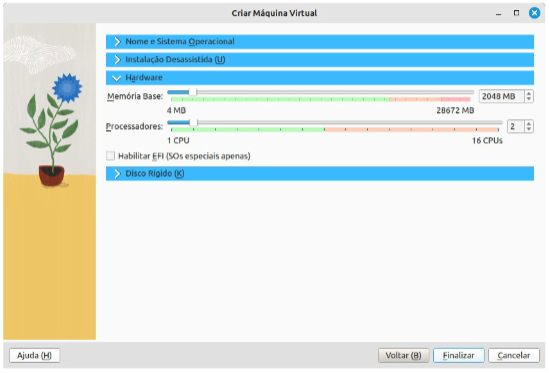 Criar Máquina Virtual
Nome e Sistema Operacional
Instalação Desassistida (U)
Hardware
Memória Base:
2048 MB
4 MB
28672 MB
Processadores:
2
1 CPU
16 CPUs
Habilitar EFI (SOs especiais apenas)
Disco Rígido (K)
Ajuda (H)
Voltar (B)
Finalizar
Cancelar